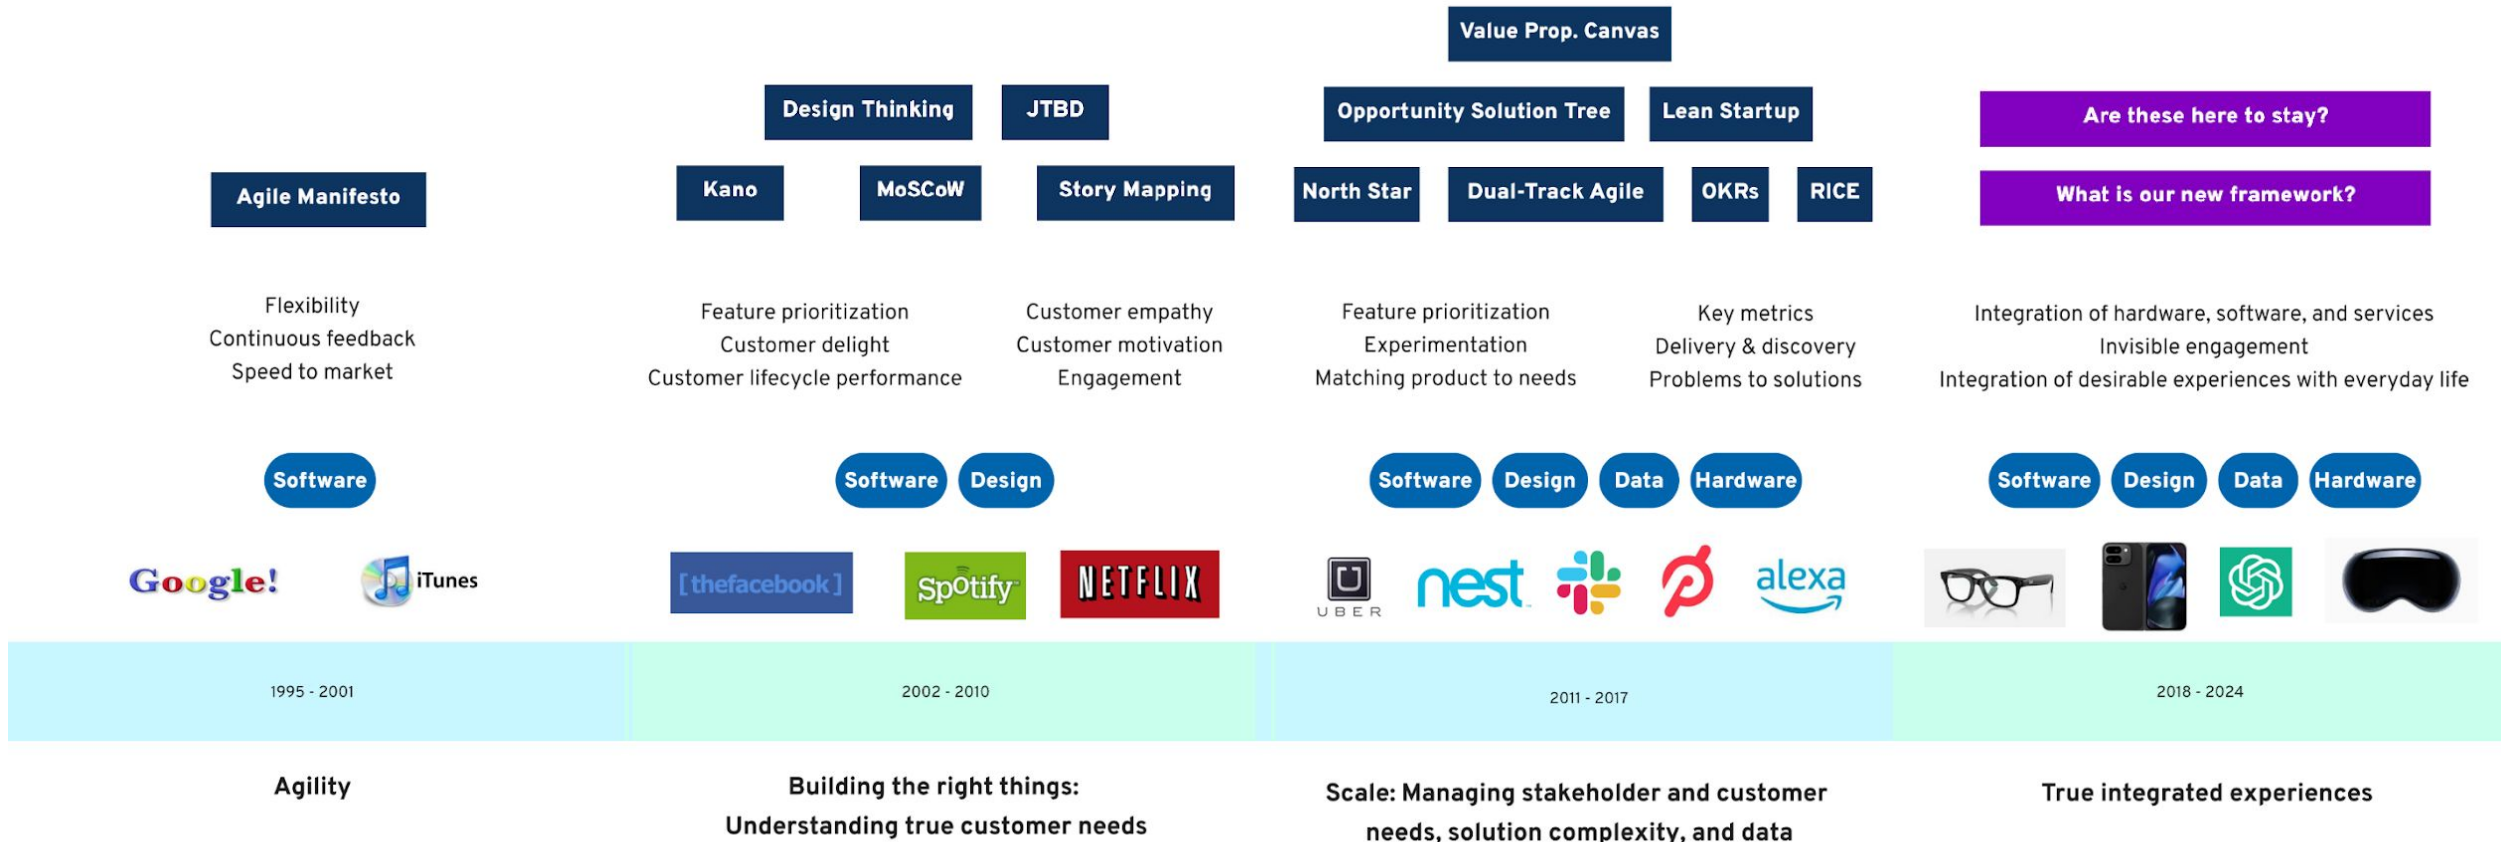 Value Prop. Canvas
Design Thinking
JTBD
Opportunity Solution Tree
Lean Startup
Are these here to stay?
Agile Manifesto
Kano
MoSCoW
Story Mapping
North Star
Dual-Track Agile
OKRs
RICE
What is our new framework?
Flexibility
Continuous feedback
Speed to market
Feature prioritization
Customer delight
Customer lifecycle performance
Customer empathy
Customer motivation
Engagement
Feature prioritization
Experimentation
Matching product to needs
Key metrics
Delivery & discovery
Problems to solutions
Integration of hardware, software, and services
Invisible engagement
Integration of desirable experiences with everyday life
Software
Software
Design
Software
Design
Data
Hardware
Software
Design
Data
Hardware
Google!
iTunes
[thefacebook]
Spotify
NETFLIX
U
UBER
nest
alexa
1995 - 2001
2002 - 2010
2011 - 2017
2018 - 2024
Agility
Building the right things:
Understanding true customer needs
Scale: Managing stakeholder and customer
needs, solution complexity, and data
True integrated experiences